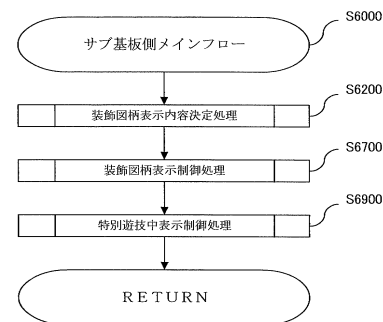 サブ基板側メインフロー
S6000
装飾図柄表示内容決定処理
S6200
装飾図柄表示制御処理
S6700
特別遊技中表示制御処理
S6900
RETURN